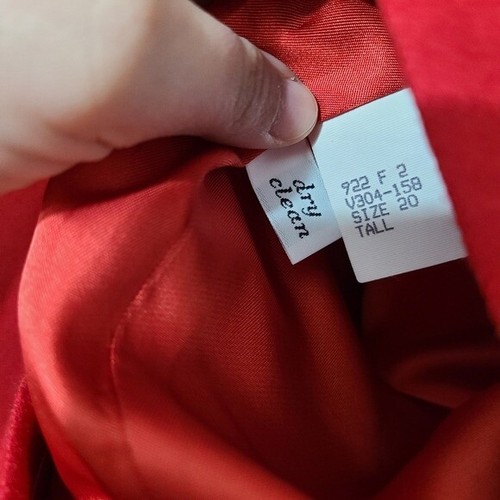 dry
clean
922 F 2
V304-158
SIZE 20
TALL